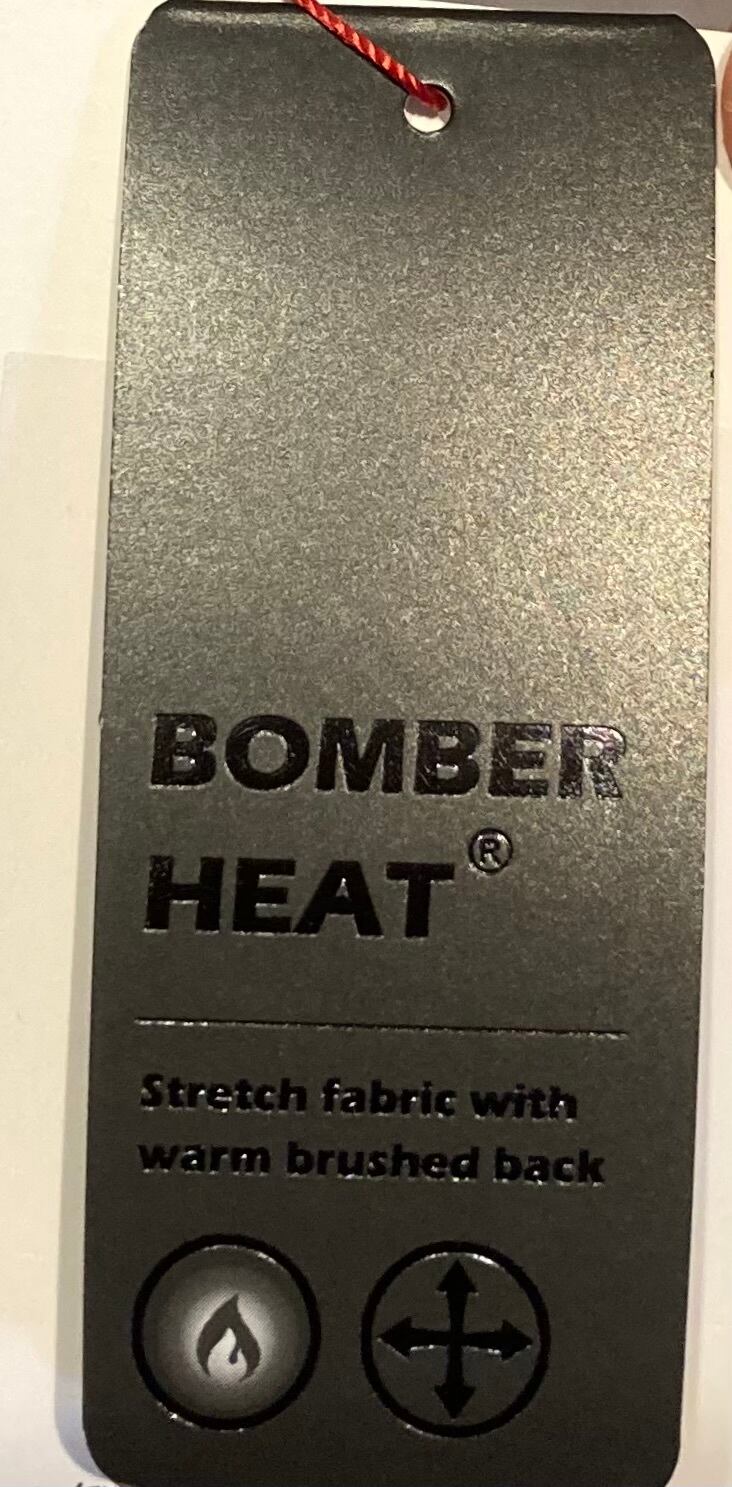 BOMBER
HEAT®
Stretch fabric with
warm brushed back